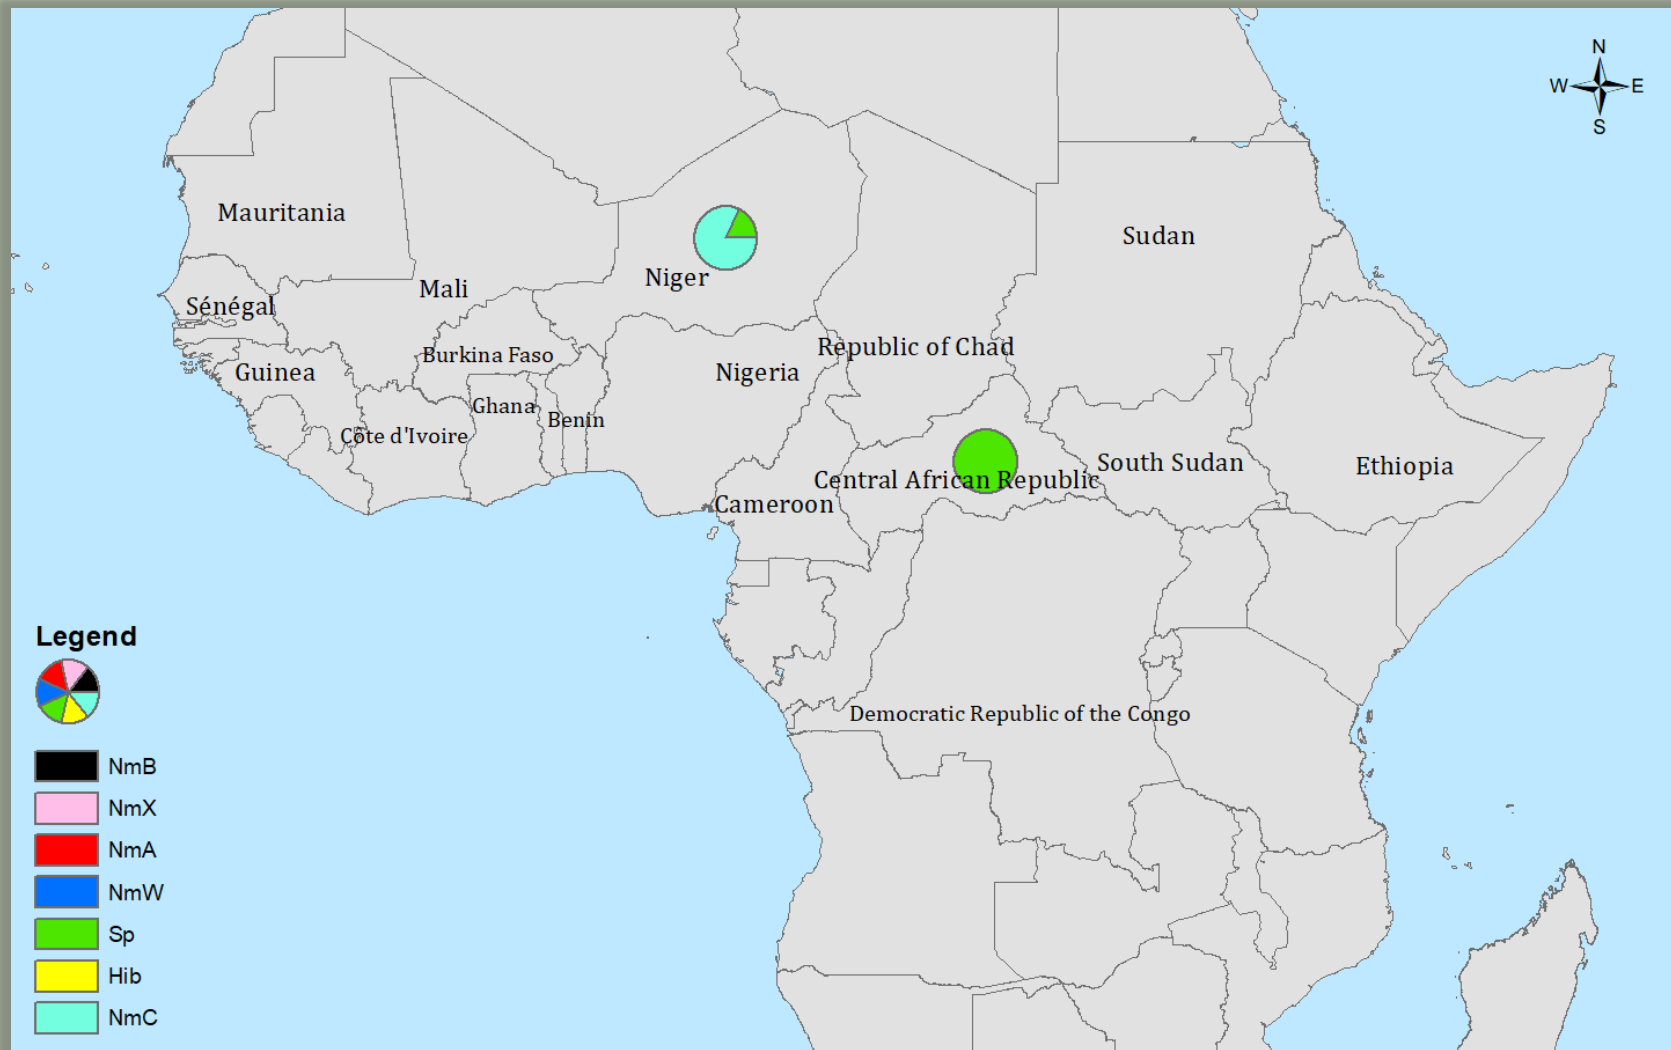 N
W E
S
Mauritania
Sudan
Niger
Mali
Sénégal
Republic of Chad
Burkina Faso
Guinea
Nigeria
Ghana
Benin
Côte d'Ivoire
South Sudan
Ethiopia
Central African Republic
Cameroon
Legend
Democratic Republic of the Congo
NmB
NmX
NmA
NmW
Sp
Hib
NmC